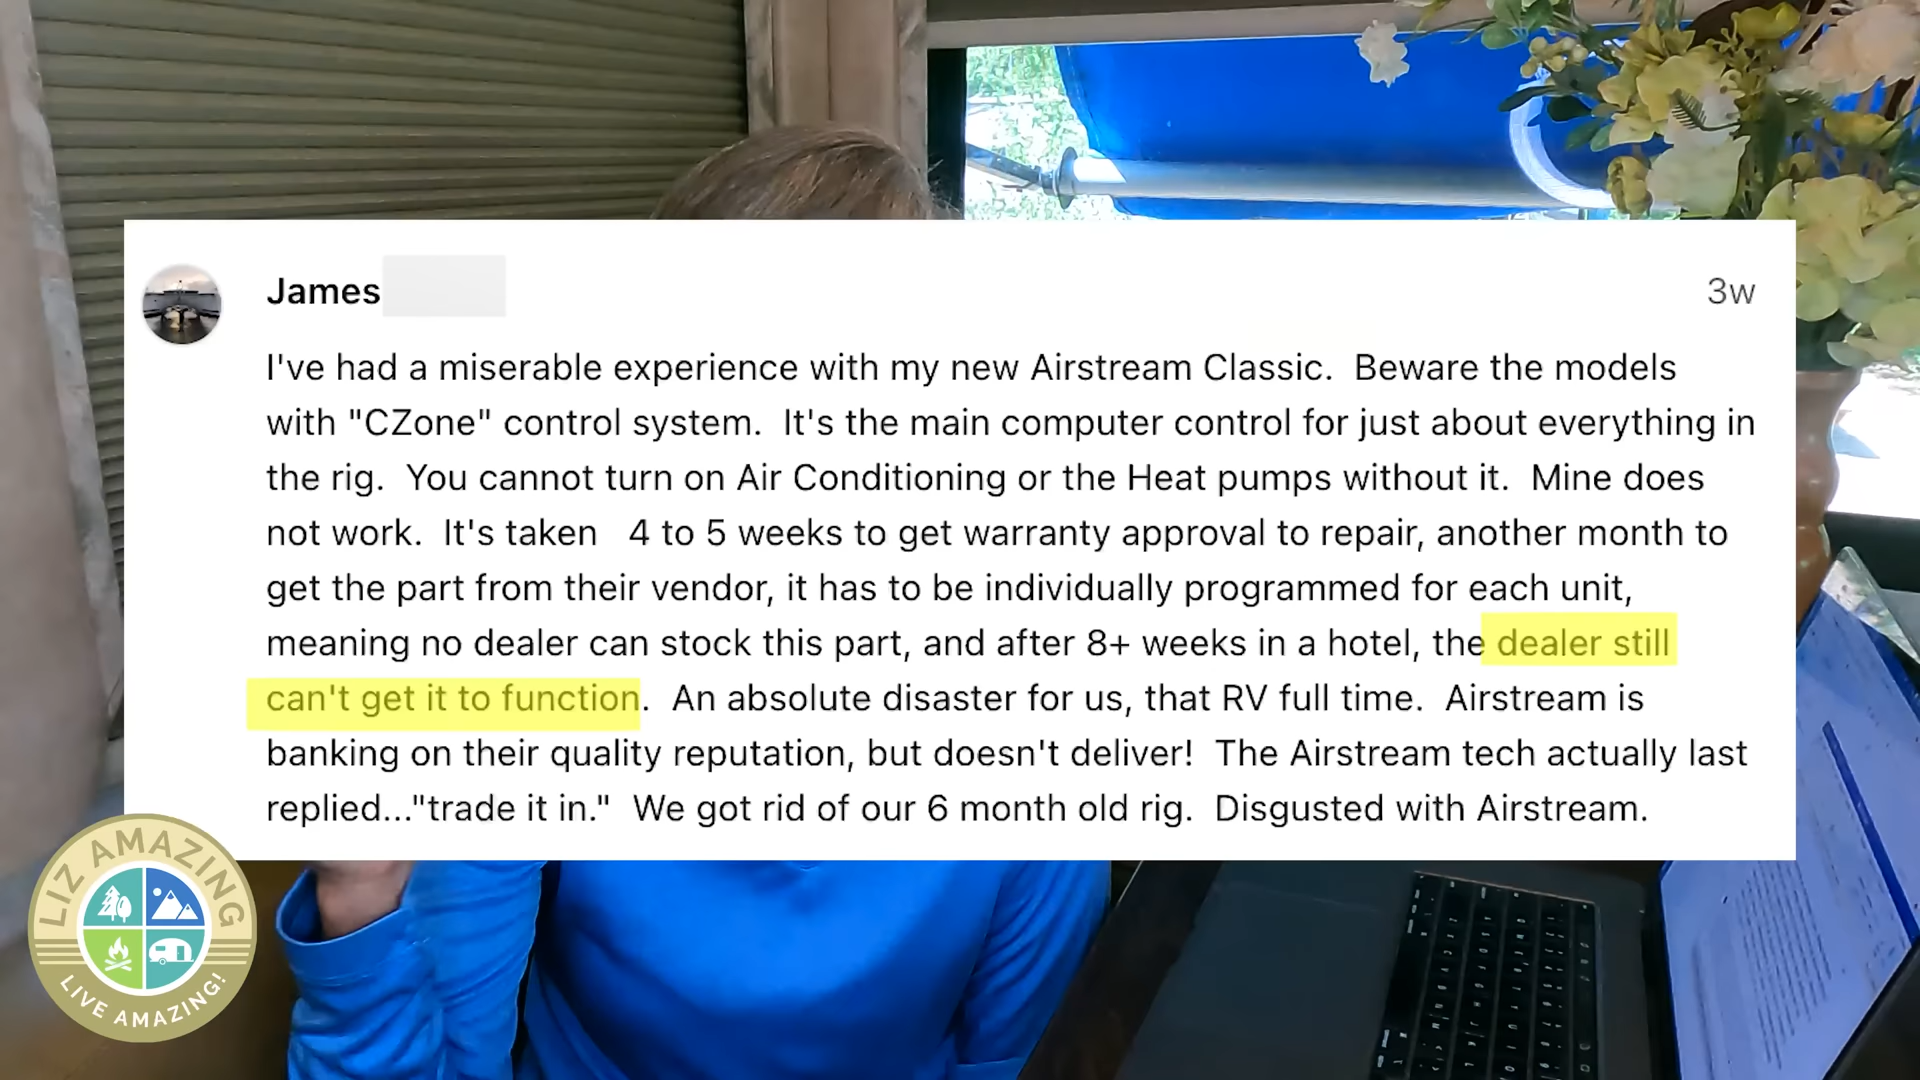 James
3w
I've had a miserable experience with my new Airstream Classic.  Beware the models
with "CZone" control system.  It's the main computer control for just about everything in
the rig.  You cannot turn on Air Conditioning or the Heat pumps without it.  Mine does
not work.  It's taken   4 to 5 weeks to get warranty approval to repair, another month to
get the part from their vendor, it has to be individually programmed for each unit,
meaning no dealer can stock this part, and after 8+ weeks in a hotel, the dealer still
can't get it to function.  An absolute disaster for us, that RV full time.  Airstream is
banking on their quality reputation, but doesn't deliver!  The Airstream tech actually last
replied..."trade it in."  We got rid of our 6 month old rig.  Disgusted with Airstream.
LIZ AMAZING
LIVE AMAZING!